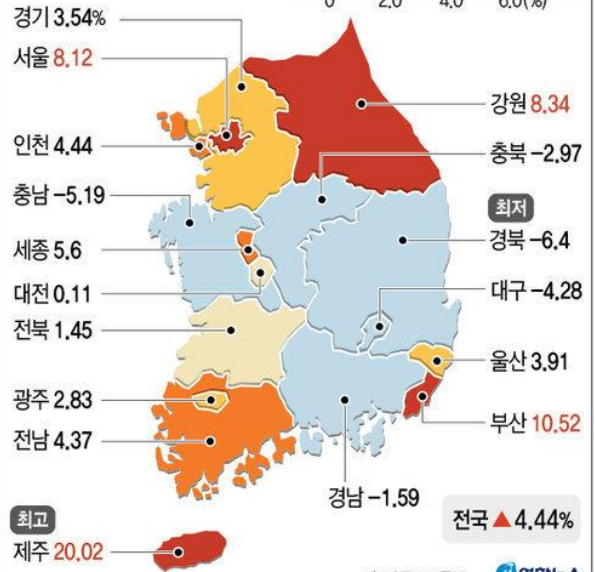 0 2.0 4.0 6.0(%)
경기 3.54%
서울 8.12
강원 8.34
인천 4.44
충북 -2.97
충남 -5.19
최저
경북 -6.4
세종 5.6
대전 0.11
대구 -4.28
전북 1.45
울산 3.91
광주 2.83
부산 10.52
전남 4.37
경남 -1.59
전국 ▲ 4.44%
최고
제주 20.02